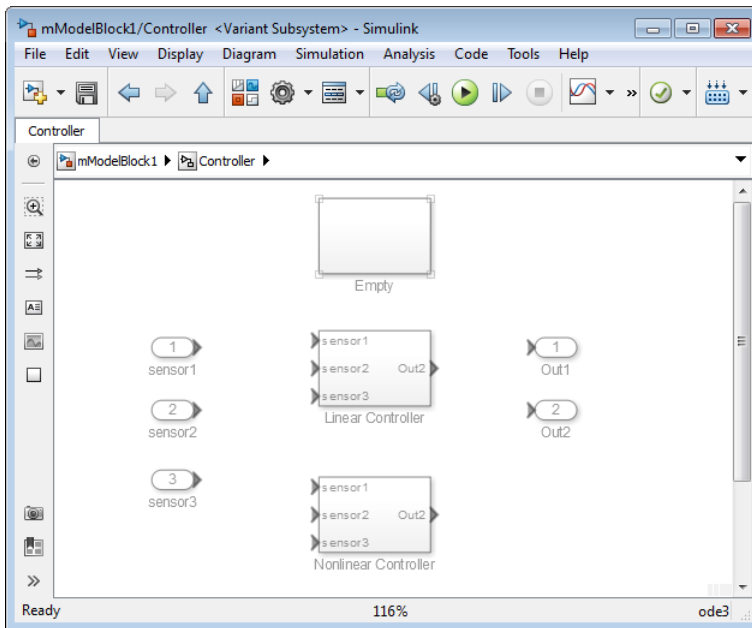 mModelBlock1/Controller <Variant Subsystem> - Simulink
File Edit View Display Diagram Simulation Analysis Code Tools Help
»
Controller
mModelBlock1 Controller
Empty
1
sensor1
2
sensor2
3
sensor3
sensor1
sensor2 Out2
sensor3
Linear Controller
1
Out1
2
Out2
sensor1
sensor2 Out2
sensor3
Nonlinear Controller
A
»
Ready 116% ode3